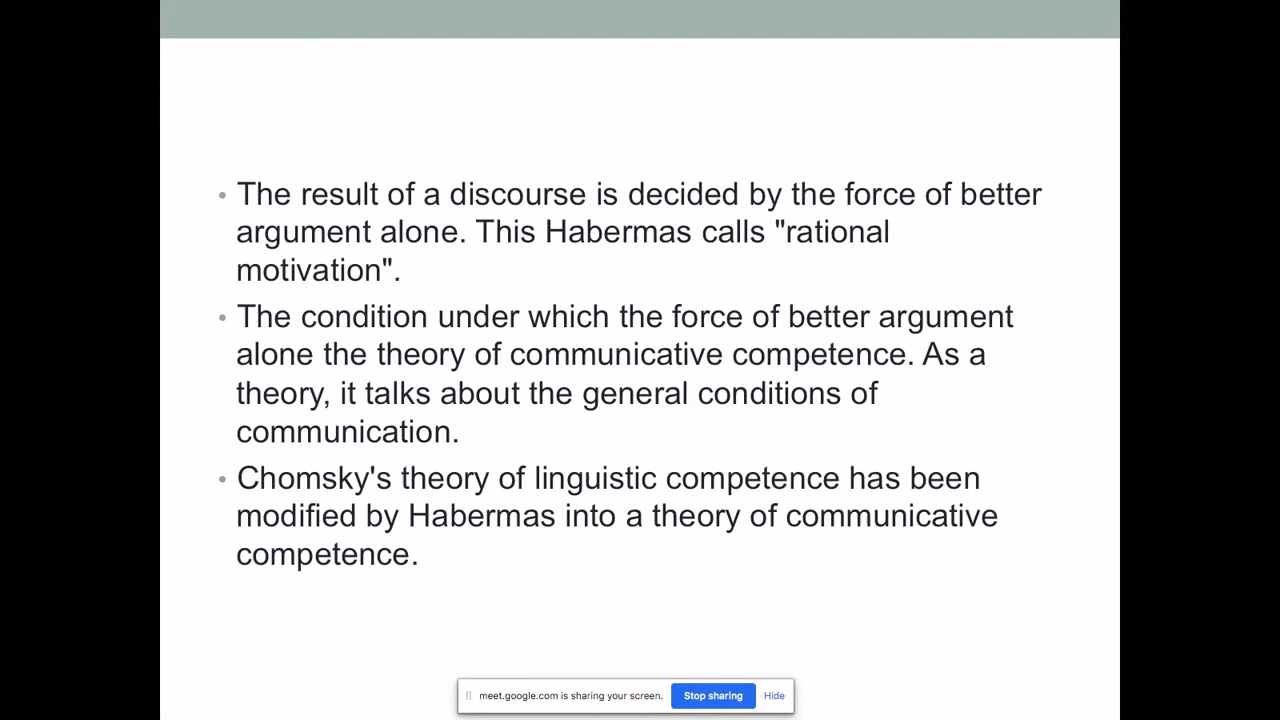 • The result of a discourse is decided by the force of better
argument alone. This Habermas calls "rational
motivation".
• The condition under which the force of better argument
alone the theory of communicative competence. As a
theory, it talks about the general conditions of
communication.
• Chomsky's theory of linguistic competence has been
modified by Habermas into a theory of communicative
competence.
meet.google.com is sharing your screen. Stop sharing Hide